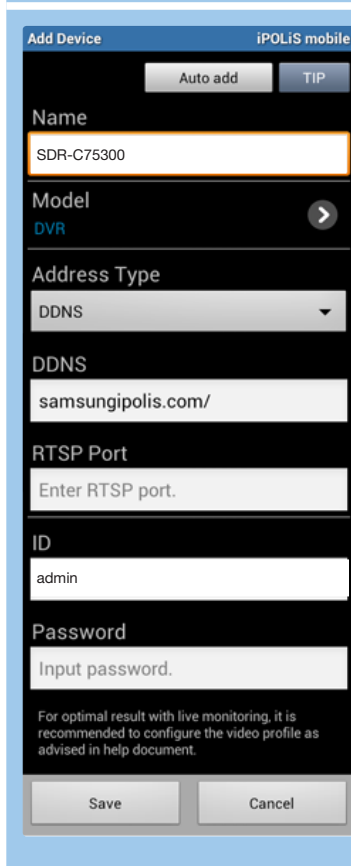 Add Device iPOLiS mobile
Auto add TIP
Name
SDR-C75300
Model
DVR
Address Type
DDNS
DDNS
samsungipolis.com/
RTSP Port
Enter RTSP port.
ID
admin
Password
Input password.
For optimal result with live monitoring, it is
recommended to configure the video profile as
advised in help document.
Save Cancel